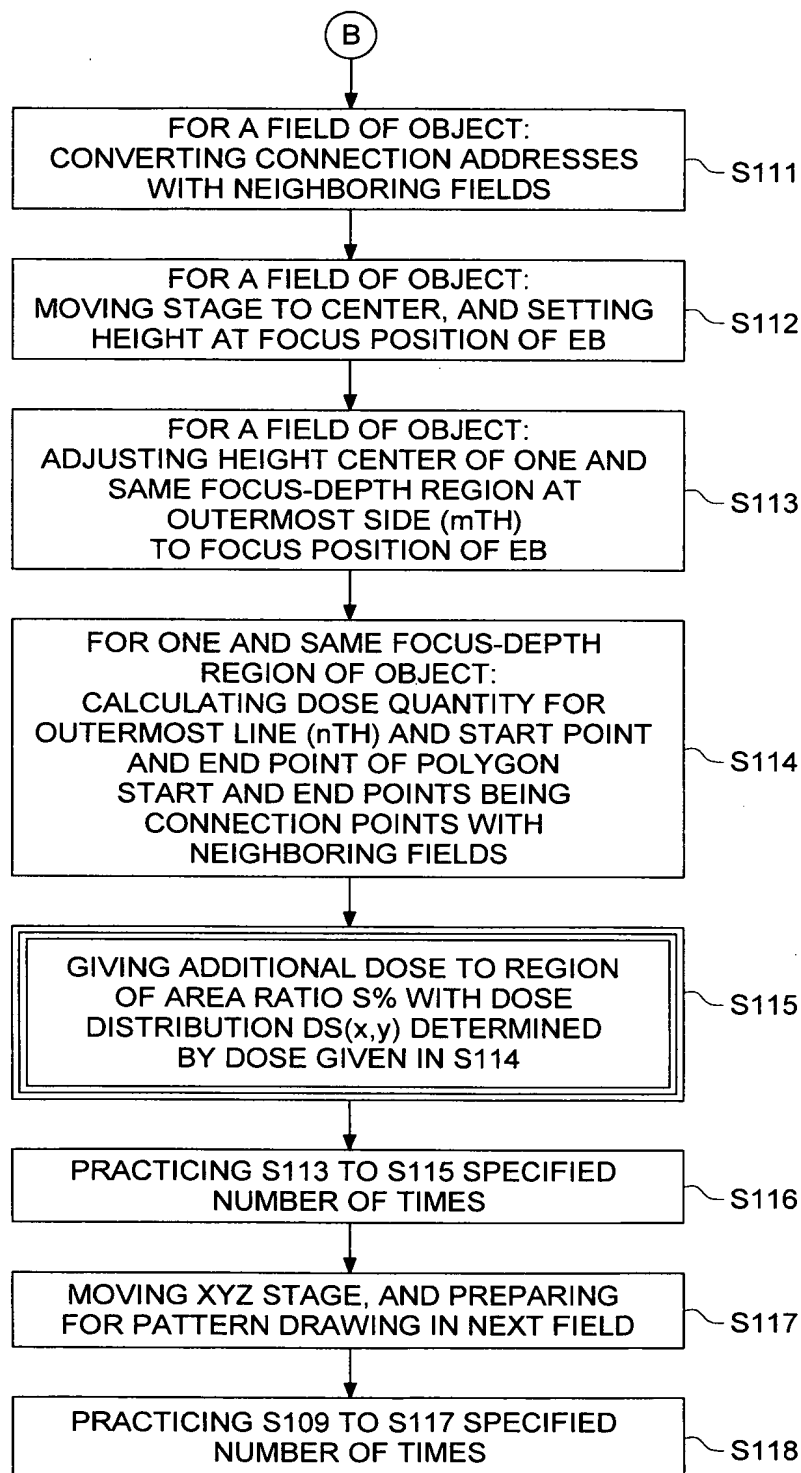 B
FOR A FIELD OF OBJECT:
CONVERTING CONNECTION ADDRESSES
WITH NEIGHBORING FIELDS
S111
FOR A FIELD OF OBJECT:
MOVING STAGE TO CENTER, AND SETTING
HEIGHT AT FOCUS POSITION OF EB
S112
FOR A FIELD OF OBJECT:
ADJUSTING HEIGHT CENTER OF ONE AND
SAME FOCUS-DEPTH REGION AT
OUTERMOST SIDE (mTH)
TO FOCUS POSITION OF EB
S113
FOR ONE AND SAME FOCUS-DEPTH
REGION OF OBJECT:
CALCULATING DOSE QUANTITY FOR
OUTERMOST LINE (nTH) AND START POINT
AND END POINT OF POLYGON
START AND END POINTS BEING
CONNECTION POINTS WITH
NEIGHBORING FIELDS
S114
GIVING ADDITIONAL DOSE TO REGION
OF AREA RATIO S% WITH DOSE
DISTRIBUTION DS(x,y) DETERMINED
BY DOSE GIVEN IN S114
S115
PRACTICING S113 TO S115 SPECIFIED
NUMBER OF TIMES
S116
MOVING XYZ STAGE, AND PREPARING
FOR PATTERN DRAWING IN NEXT FIELD
S117
PRACTICING S109 TO S117 SPECIFIED
NUMBER OF TIMES
S118